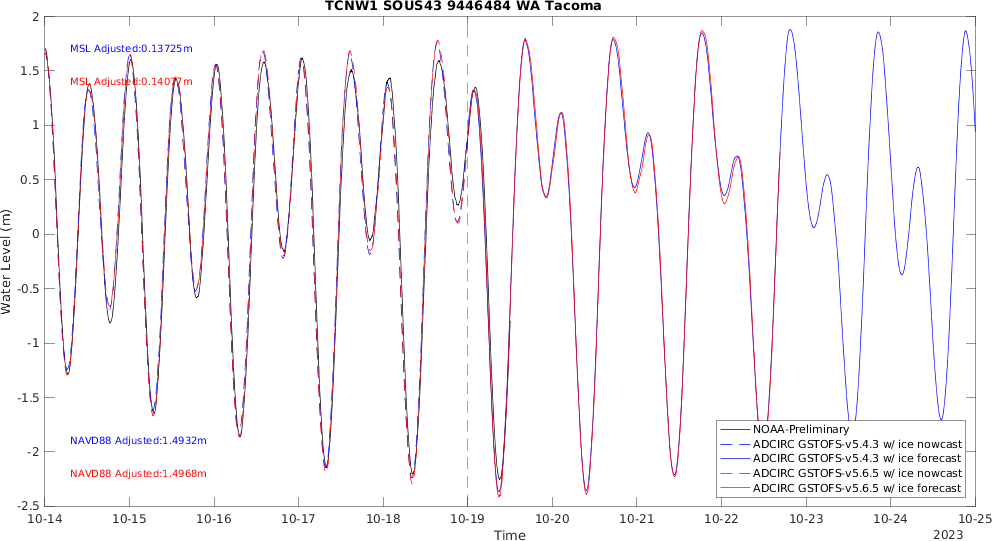 TCNW1 SOUS43 9446484 WA Tacoma
Water Level (m)
2
1.5
1
0.5
0
-0.5
-1
-1.5
-2
-2.5
MSL Adjusted:0.13725m
MSL Adjusted:0.14077m
NAVD88 Adjusted:1.4932m
NAVD88 Adjusted:1.4968m
NOAA-Preliminary
ADCIRC GSTOFS-v5.4.3 w/ ice nowcast
ADCIRC GSTOFS-v5.4.3 w/ ice forecast
ADCIRC GSTOFS-v5.6.5 w/ ice nowcast
ADCIRC GSTOFS-v5.6.5 w/ ice forecast
10-14 10-15 10-16 10-17 10-18 10-19 10-20 10-21 10-22 10-23 10-24 10-25
Time
2023